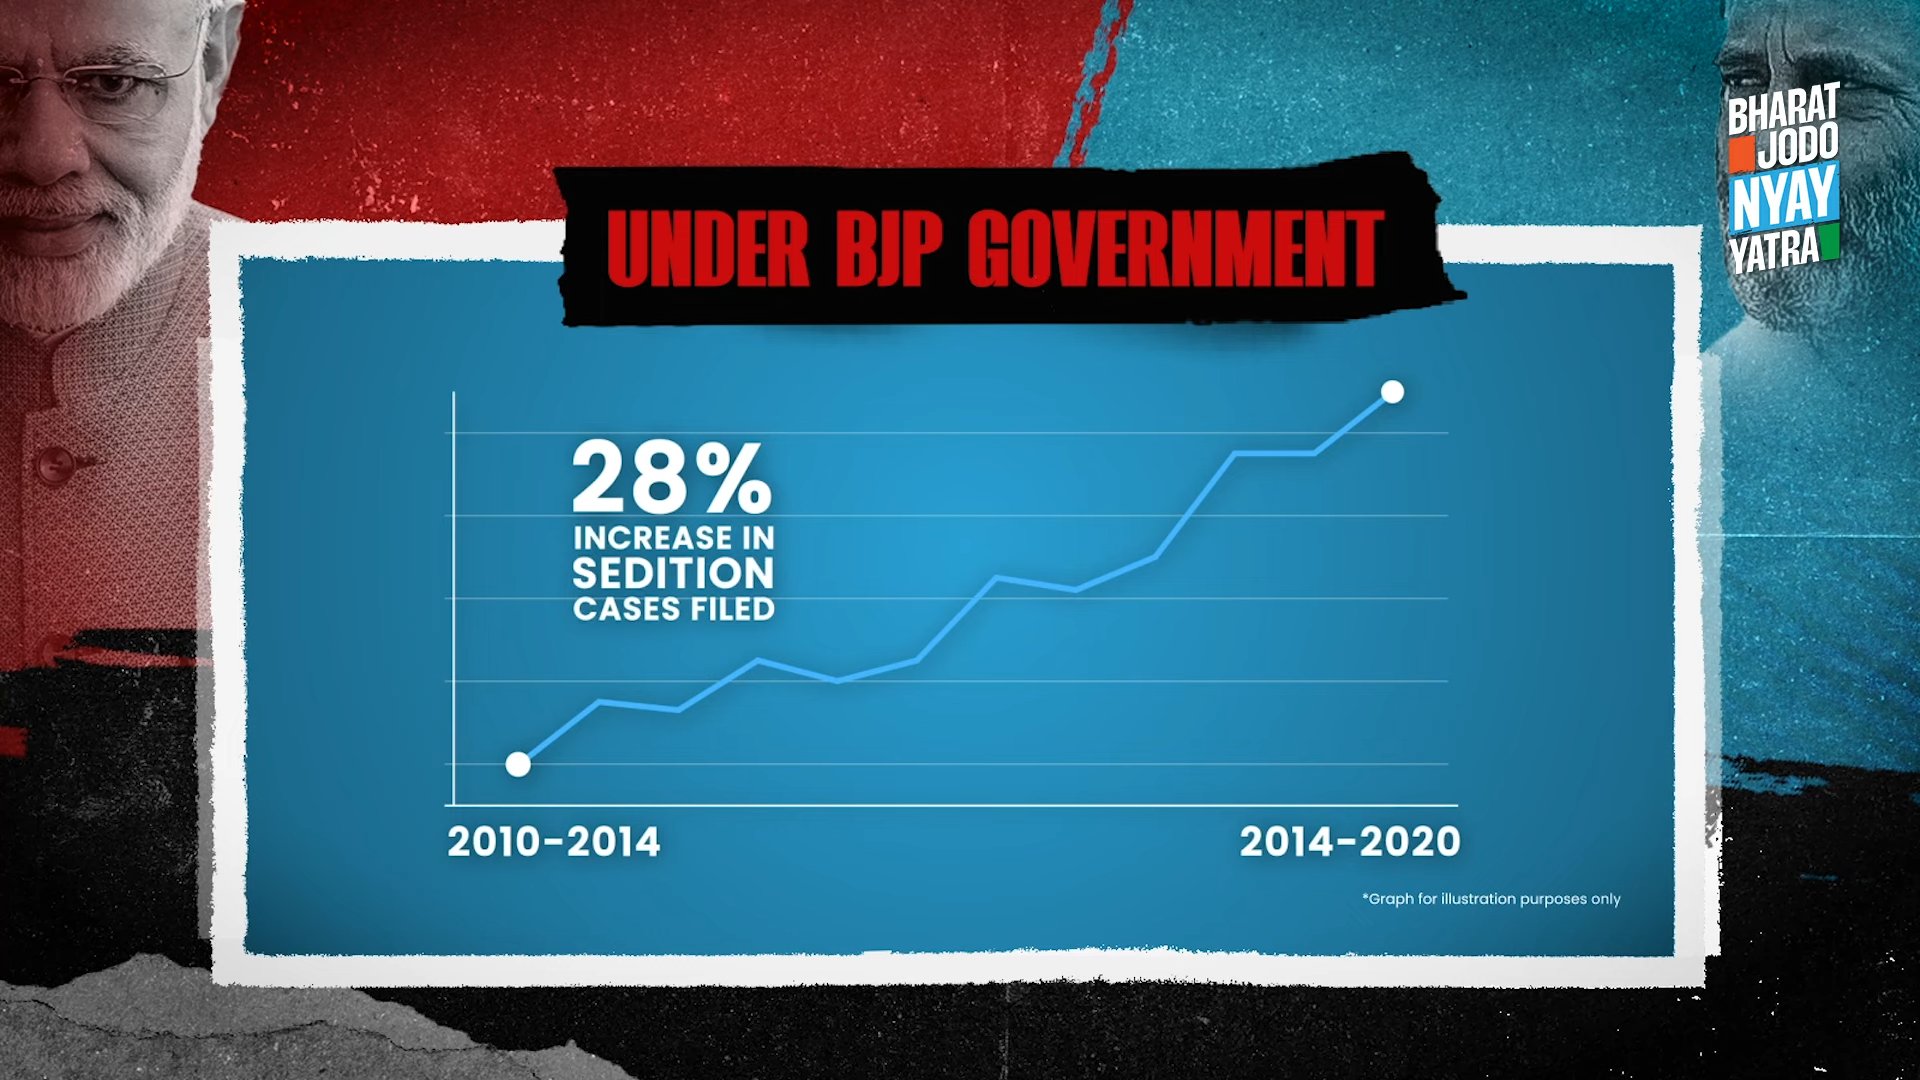 BHARAT
JODO
NYAY
YATRA
UNDER BJP GOVERNMENT
28%
INCREASE IN
SEDITION
CASES FILED
2010-2014
2014-2020
*Graph for illustration purposes only